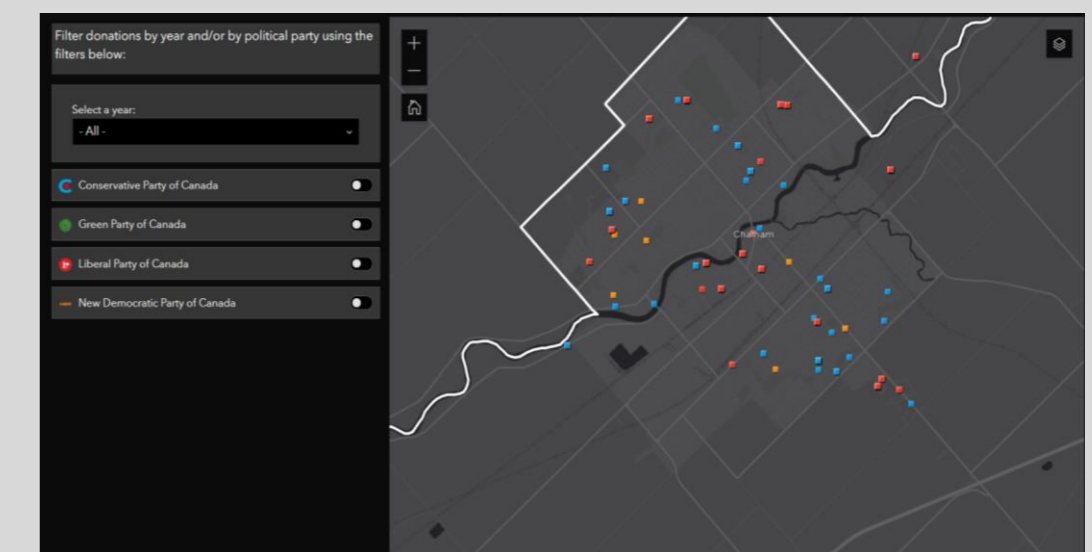 Filter donations by year and/or by political party using the
filters below:
Select a year:
- All -
Conservative Party of Canada
Green Party of Canada
Liberal Party of Canada
New Democratic Party of Canada
+
−
Chatham